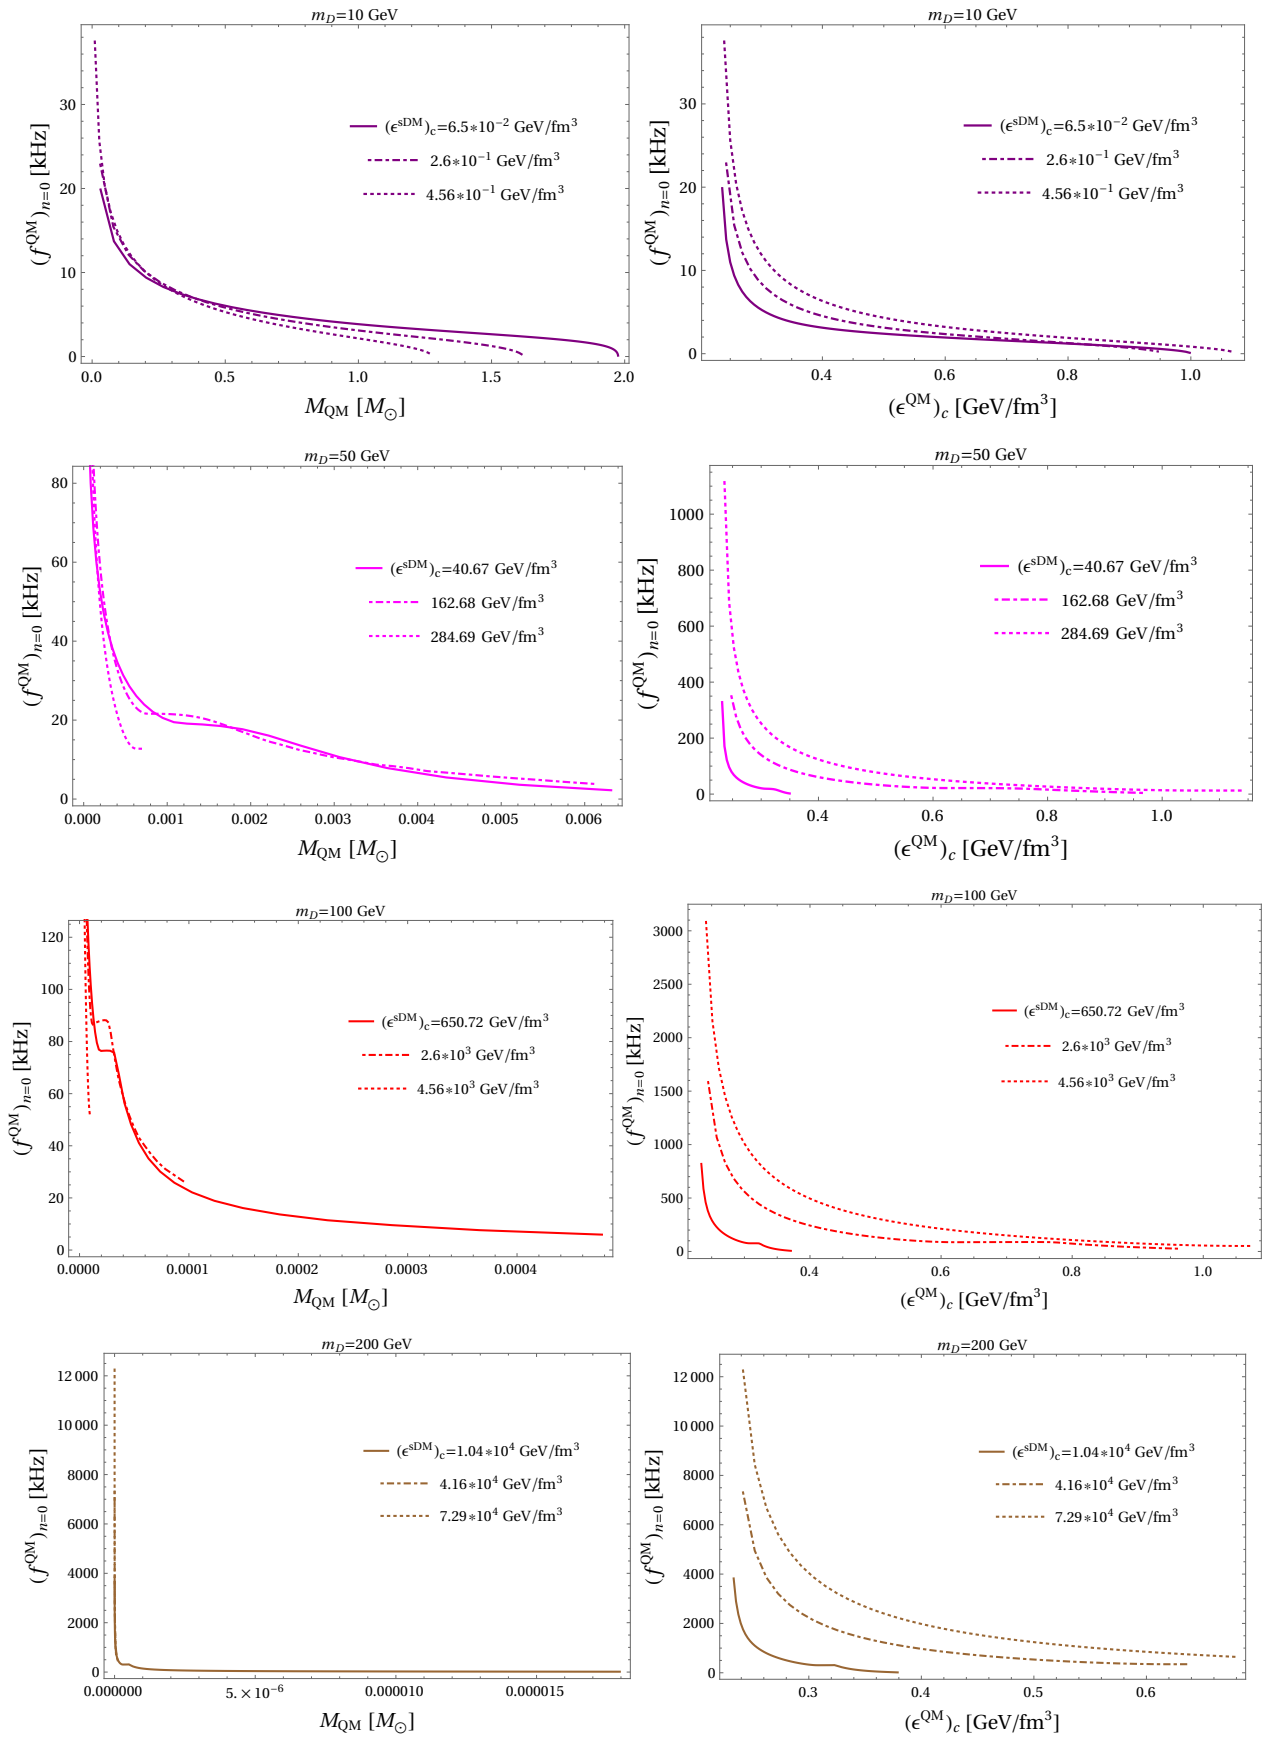 m_D=10 GeV
(f^QM)_{n=0} [kHz]
30
20
10
0
(ϵ^sDM)_c=6.5*10^−2 GeV/fm^3
2.6*10^−1 GeV/fm^3
4.56*10^−1 GeV/fm^3
0.0 0.5 1.0 1.5 2.0
M_QM [M_⊙]
m_D=10 GeV
(f^QM)_{n=0} [kHz]
30
20
10
0
(ϵ^sDM)_c=6.5*10^−2 GeV/fm^3
2.6*10^−1 GeV/fm^3
4.56*10^−1 GeV/fm^3
0.4 0.6 0.8 1.0
(ϵ^QM)_c [GeV/fm^3]
m_D=50 GeV
(f^QM)_{n=0} [kHz]
80
60
40
20
0
(ϵ^sDM)_c=40.67 GeV/fm^3
162.68 GeV/fm^3
284.69 GeV/fm^3
0.000 0.001 0.002 0.003 0.004 0.005 0.006
M_QM [M_⊙]
m_D=50 GeV
(f^QM)_{n=0} [kHz]
1000
800
600
400
200
0
(ϵ^sDM)_c=40.67 GeV/fm^3
162.68 GeV/fm^3
284.69 GeV/fm^3
0.4 0.6 0.8 1.0
(ϵ^QM)_c [GeV/fm^3]
m_D=100 GeV
(f^QM)_{n=0} [kHz]
120
100
80
60
40
20
0
(ϵ^sDM)_c=650.72 GeV/fm^3
2.6*10^3 GeV/fm^3
4.56*10^3 GeV/fm^3
0.0000 0.0001 0.0002 0.0003 0.0004
M_QM [M_⊙]
m_D=100 GeV
(f^QM)_{n=0} [kHz]
3000
2500
2000
1500
1000
500
0
(ϵ^sDM)_c=650.72 GeV/fm^3
2.6*10^3 GeV/fm^3
4.56*10^3 GeV/fm^3
0.4 0.6 0.8 1.0
(ϵ^QM)_c [GeV/fm^3]
m_D=200 GeV
(f^QM)_{n=0} [kHz]
12 000
10 000
8000
6000
4000
2000
0
(ϵ^sDM)_c=1.04*10^4 GeV/fm^3
4.16*10^4 GeV/fm^3
7.29*10^4 GeV/fm^3
0.000000 5.×10^−6 0.000010 0.000015
M_QM [M_⊙]
m_D=200 GeV
(f^QM)_{n=0} [kHz]
12 000
10 000
8000
6000
4000
2000
0
(ϵ^sDM)_c=1.04*10^4 GeV/fm^3
4.16*10^4 GeV/fm^3
7.29*10^4 GeV/fm^3
0.3 0.4 0.5 0.6
(ϵ^QM)_c [GeV/fm^3]